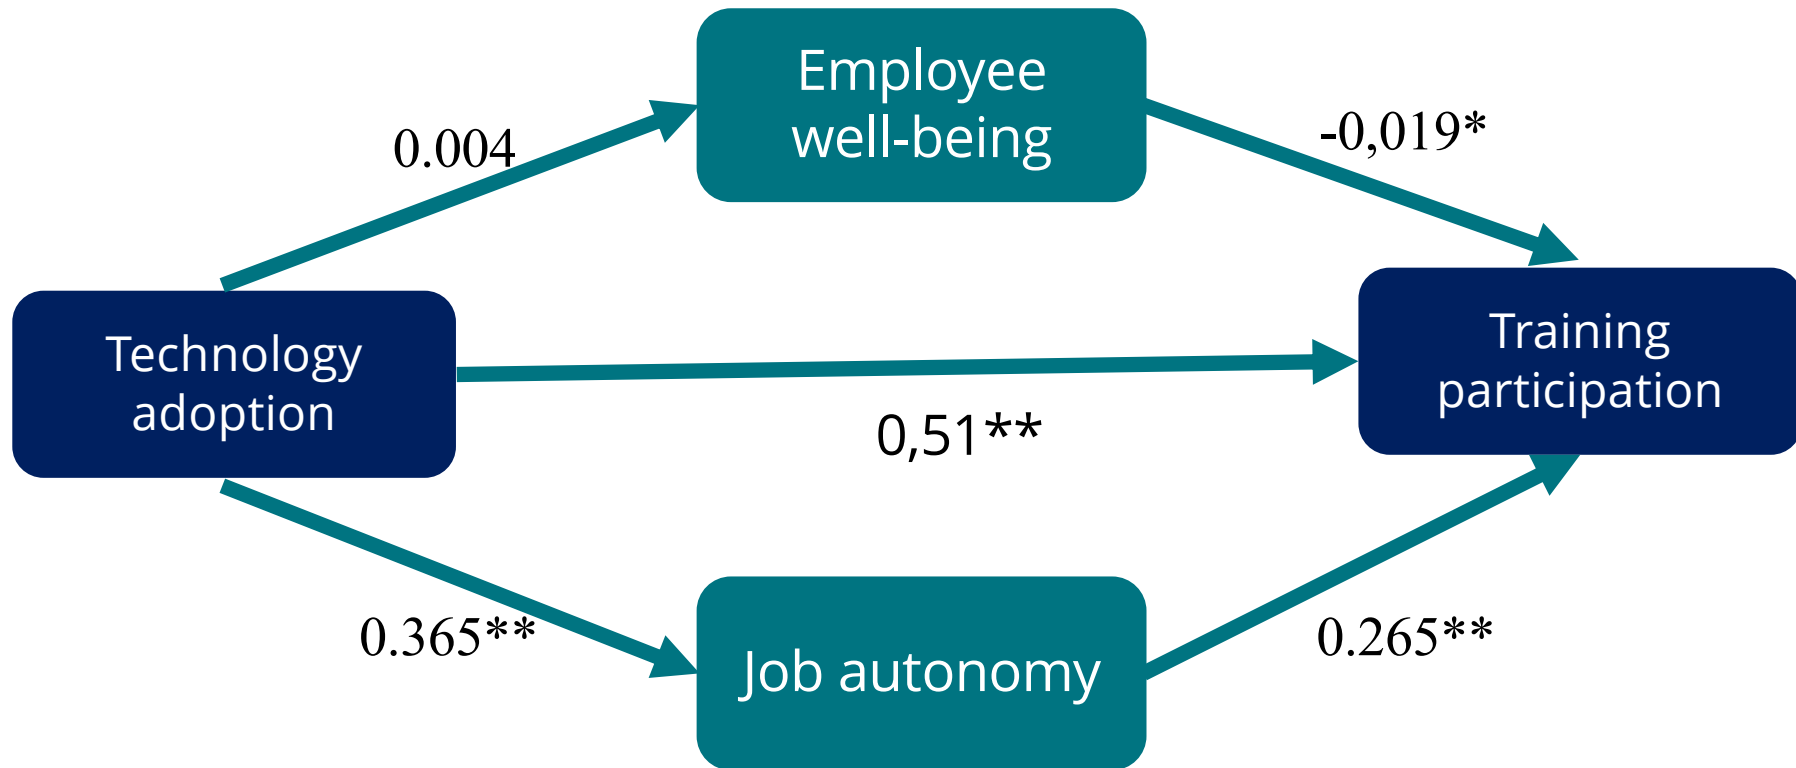 Employee
well-being
0.004
-0,019*
Technology
adoption
Training
participation
0,51**
0.365**
0.265**
Job autonomy